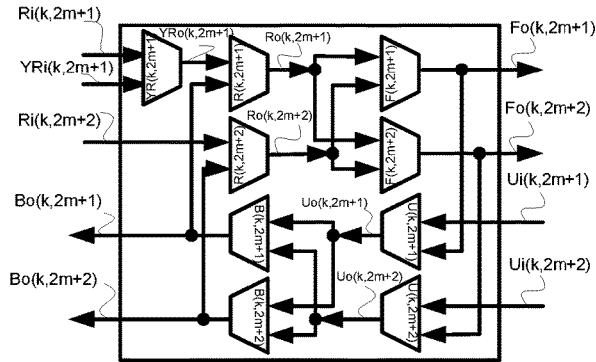 Ri(k,2m+1)
YRo(k,2m+1)
Ro(k,2m+1)
Fo(k,2m+1)
YRi(k,2m+1)
YR(k,2m+1)
R(k,2m+1)
F(k,2m+1)
Ri(k,2m+2)
Ro(k,2m+2)
Fo(k,2m+2)
R(k,2m+2)
F(k,2m+2)
Bo(k,2m+1)
Uo(k,2m+1)
Ui(k,2m+1)
B(k,2m+1)
U(k,2m+1)
Bo(k,2m+2)
Uo(k,2m+2)
Ui(k,2m+2)
B(k,2m+2)
U(k,2m+2)